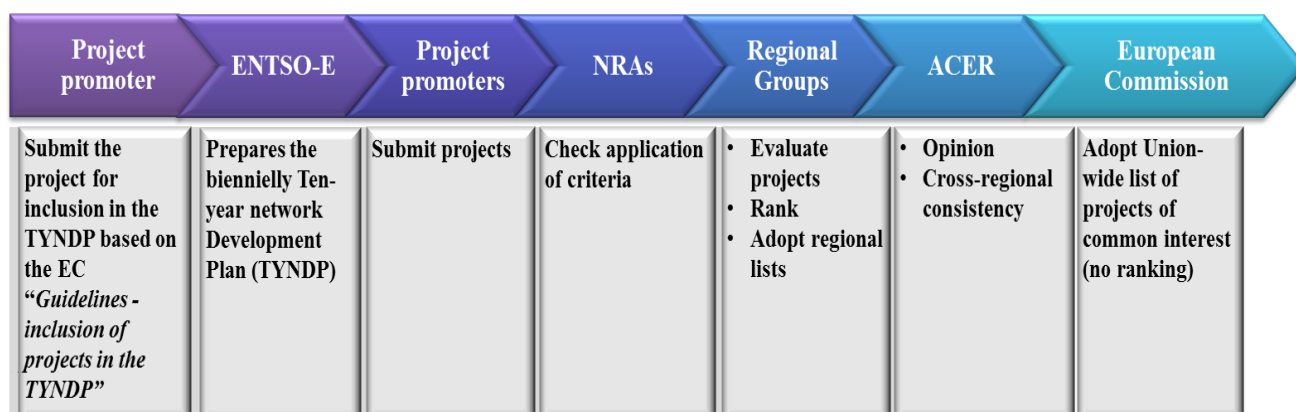 Project
promoter
ENTSO-E
Project
promoters
NRAs
Regional
Groups
ACER
European
Commission
Submit the
project for
inclusion in the
TYNDP based on
the EC
“Guidelines -
inclusion of
projects in the
TYNDP”
Prepares the
biennielly Ten-
year network
Development
Plan (TYNDP)
Submit projects
Check application
of criteria
• Evaluate
projects
• Rank
• Adopt regional
lists
• Opinion
• Cross-regional
consistency
Adopt Union-
wide list of
projects of
common interest
(no ranking)